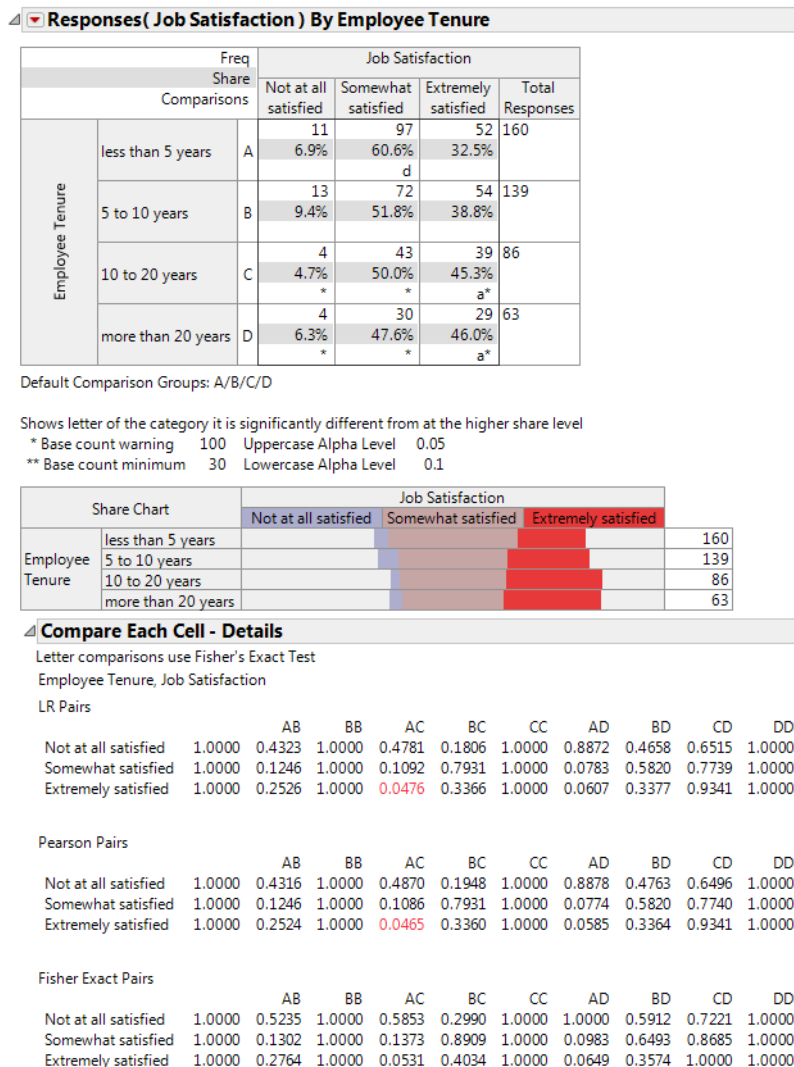 Responses( Job Satisfaction ) By Employee Tenure
Freq Job Satisfaction
Share
Comparisons
Not at all satisfied Somewhat satisfied Extremely satisfied Total Responses
Employee Tenure
less than 5 years A 11 97 52 160
6.9% 60.6% 32.5%
d
5 to 10 years B 13 72 54 139
9.4% 51.8% 38.8%
10 to 20 years C 4 43 39 86
4.7% 50.0% 45.3%
* * a*
more than 20 years D 4 30 29 63
6.3% 47.6% 46.0%
* * a*
Default Comparison Groups: A/B/C/D
Shows letter of the category it is significantly different from at the higher share level
* Base count warning 100 Uppercase Alpha Level 0.05
** Base count minimum 30 Lowercase Alpha Level 0.1
Share Chart Job Satisfaction
Not at all satisfied Somewhat satisfied Extremely satisfied
Employee Tenure
less than 5 years 160
5 to 10 years 139
10 to 20 years 86
more than 20 years 63
Compare Each Cell - Details
Letter comparisons use Fisher's Exact Test
Employee Tenure, Job Satisfaction
LR Pairs
AB BB AC BC CC AD BD CD DD
Not at all satisfied 1.0000 0.4323 1.0000 0.4781 0.1806 1.0000 0.8872 0.4658 0.6515 1.0000
Somewhat satisfied 1.0000 0.1246 1.0000 0.1092 0.7931 1.0000 0.0783 0.5820 0.7739 1.0000
Extremely satisfied 1.0000 0.2526 1.0000 0.0476 0.3366 1.0000 0.0607 0.3377 0.9341 1.0000
Pearson Pairs
AB BB AC BC CC AD BD CD DD
Not at all satisfied 1.0000 0.4316 1.0000 0.4870 0.1948 1.0000 0.8878 0.4763 0.6496 1.0000
Somewhat satisfied 1.0000 0.1246 1.0000 0.1086 0.7931 1.0000 0.0774 0.5820 0.7740 1.0000
Extremely satisfied 1.0000 0.2524 1.0000 0.0465 0.3360 1.0000 0.0585 0.3364 0.9341 1.0000
Fisher Exact Pairs
AB BB AC BC CC AD BD CD DD
Not at all satisfied 1.0000 0.5235 1.0000 0.5853 0.2990 1.0000 1.0000 0.5912 0.7221 1.0000
Somewhat satisfied 1.0000 0.1302 1.0000 0.1373 0.8909 1.0000 0.0983 0.6493 0.8685 1.0000
Extremely satisfied 1.0000 0.2764 1.0000 0.0531 0.4034 1.0000 0.0649 0.3574 1.0000 1.0000